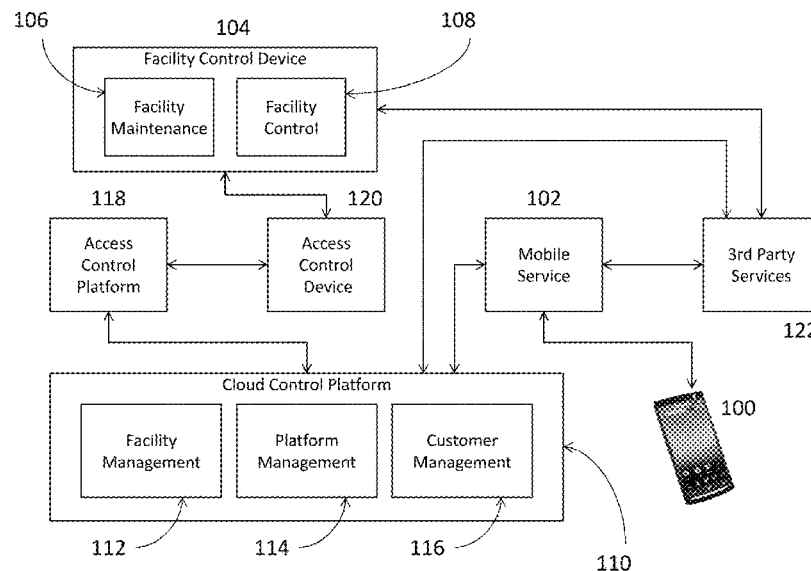 106
104
108
Facility Control Device
Facility
Maintenance
Facility
Control
118
120
102
Access
Control
Platform
Access
Control
Device
Mobile
Service
3rd Party
Services
122
Cloud Control Platform
100
Facility
Management
Platform
Management
Customer
Management
112
114
116
110